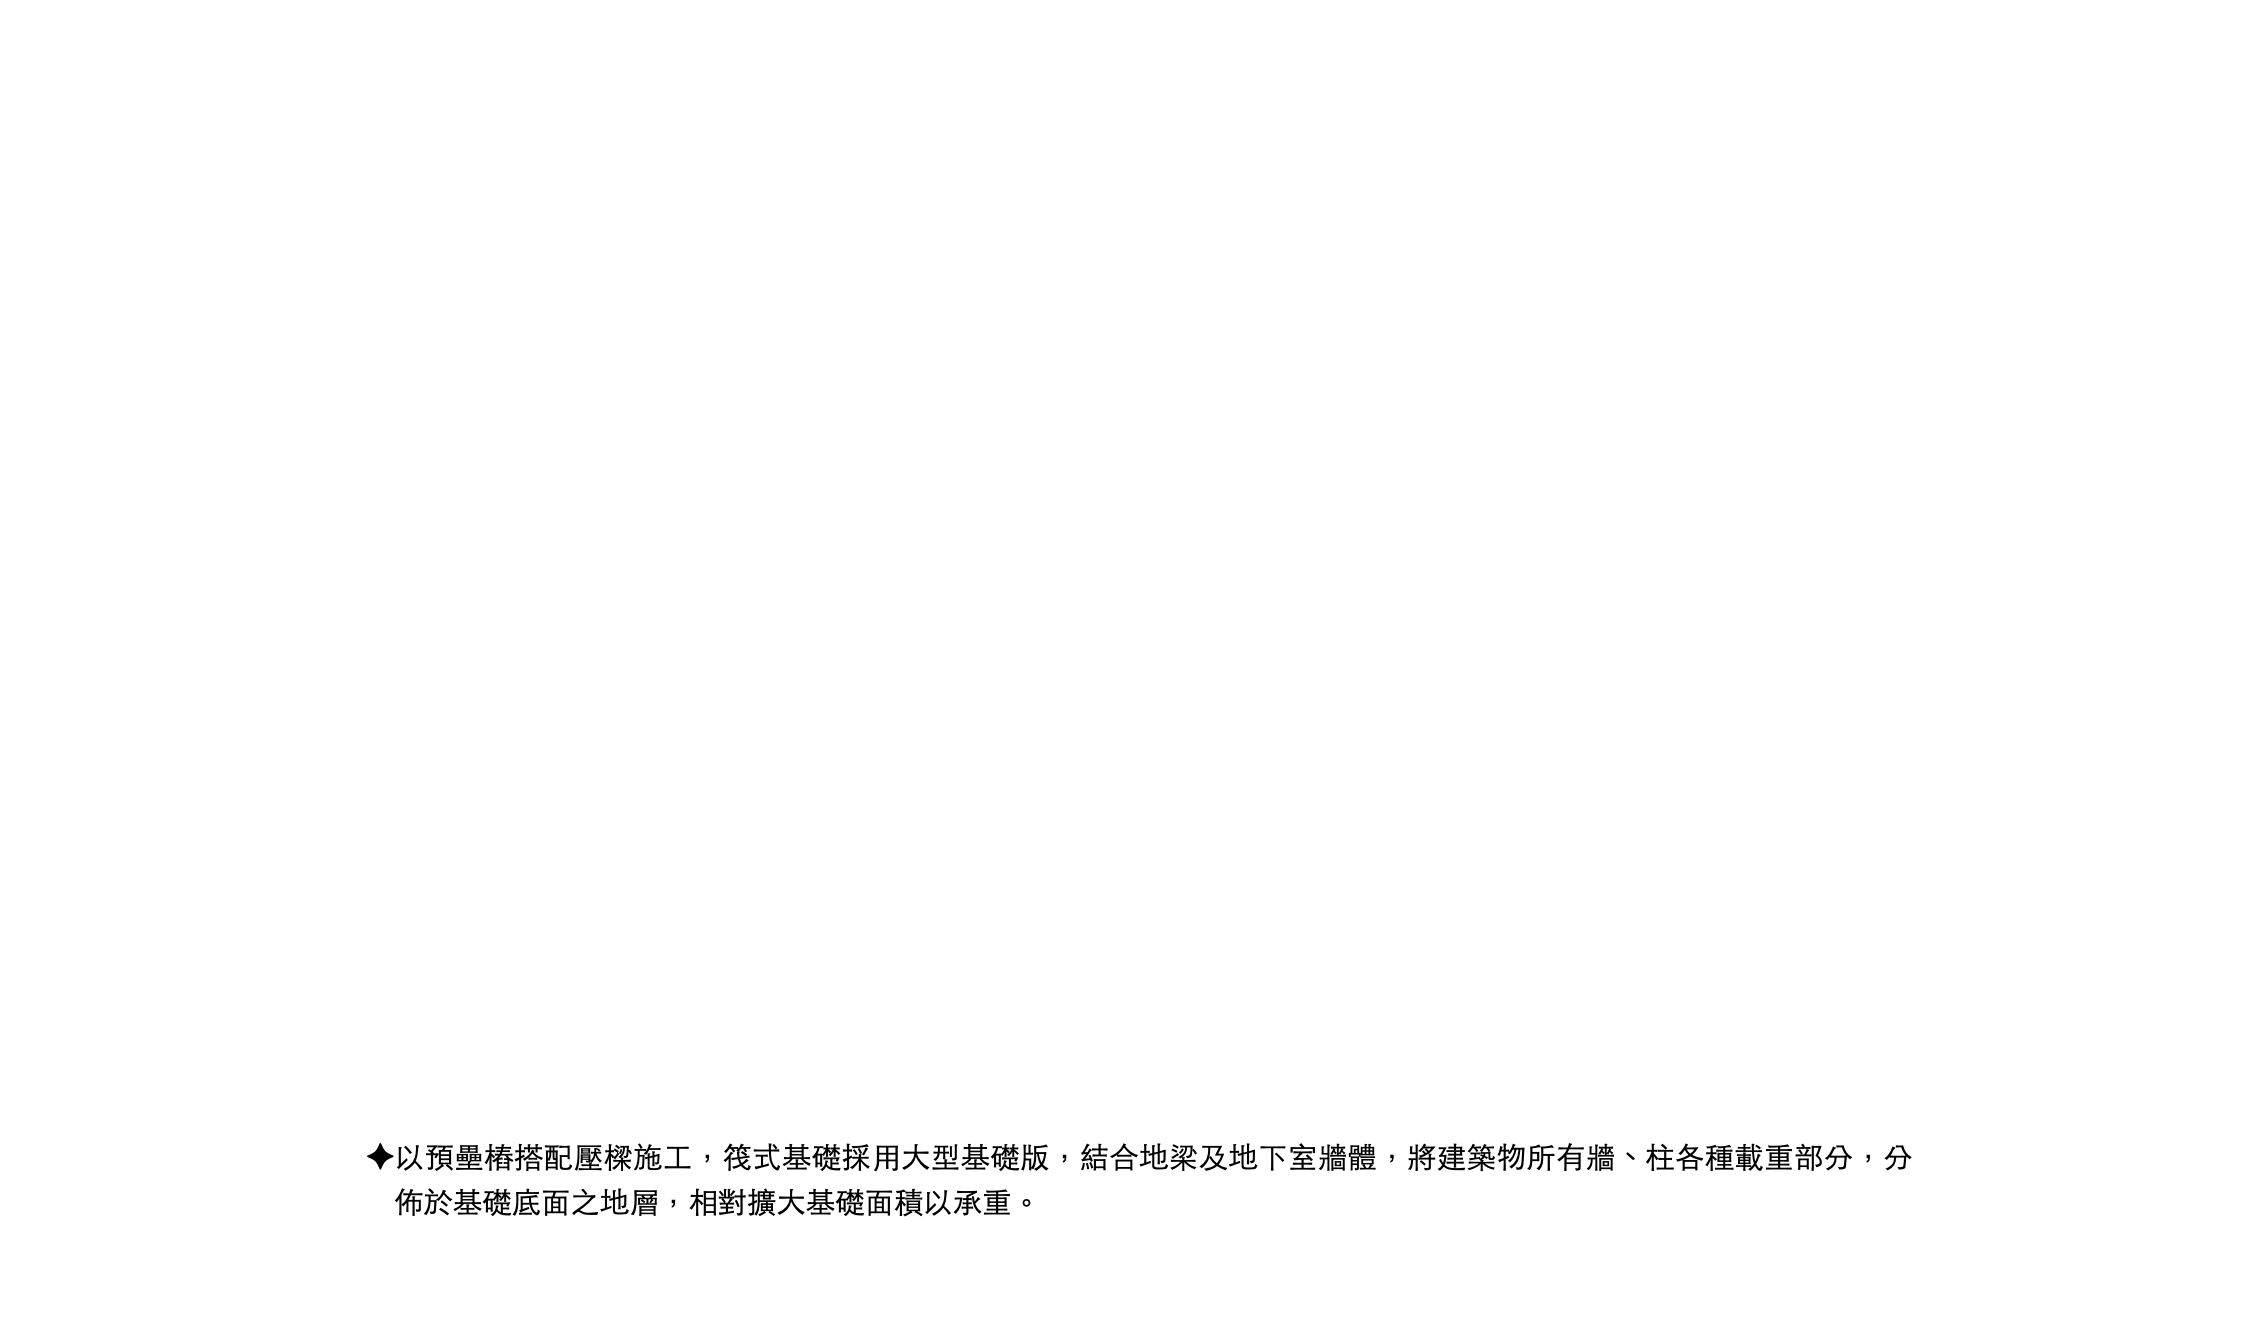 ✦以預壘樁搭配壓樑施工，筏式基礎採用大型基礎版，結合地梁及地下室牆體，將建築物所有牆、柱各種載重部分，分
佈於基礎底面之地層，相對擴大基礎面積以承重。